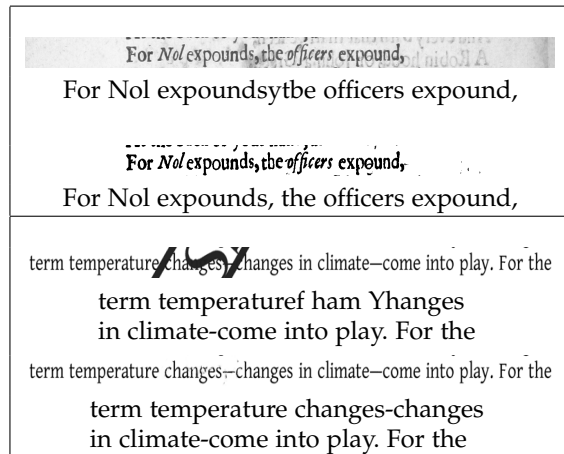 For Nol expounds, the officers expound,
For Nol expoundsytbe officers expound,
For Nol expounds, the officers expound,
For Nol expounds, the officers expound,
term temperature changes—changes in climate—come into play. For the
term temperaturef ham Yhanges
in climate-come into play. For the
term temperature changes—changes in climate—come into play. For the
term temperature changes-changes
in climate-come into play. For the